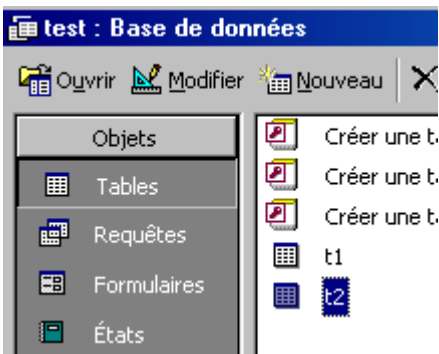 test : Base de données
Ouvrir Modifier Nouveau
Objets
Tables
Requêtes
Formulaires
États
Créer une t
Créer une t
Créer une t
t1
t2